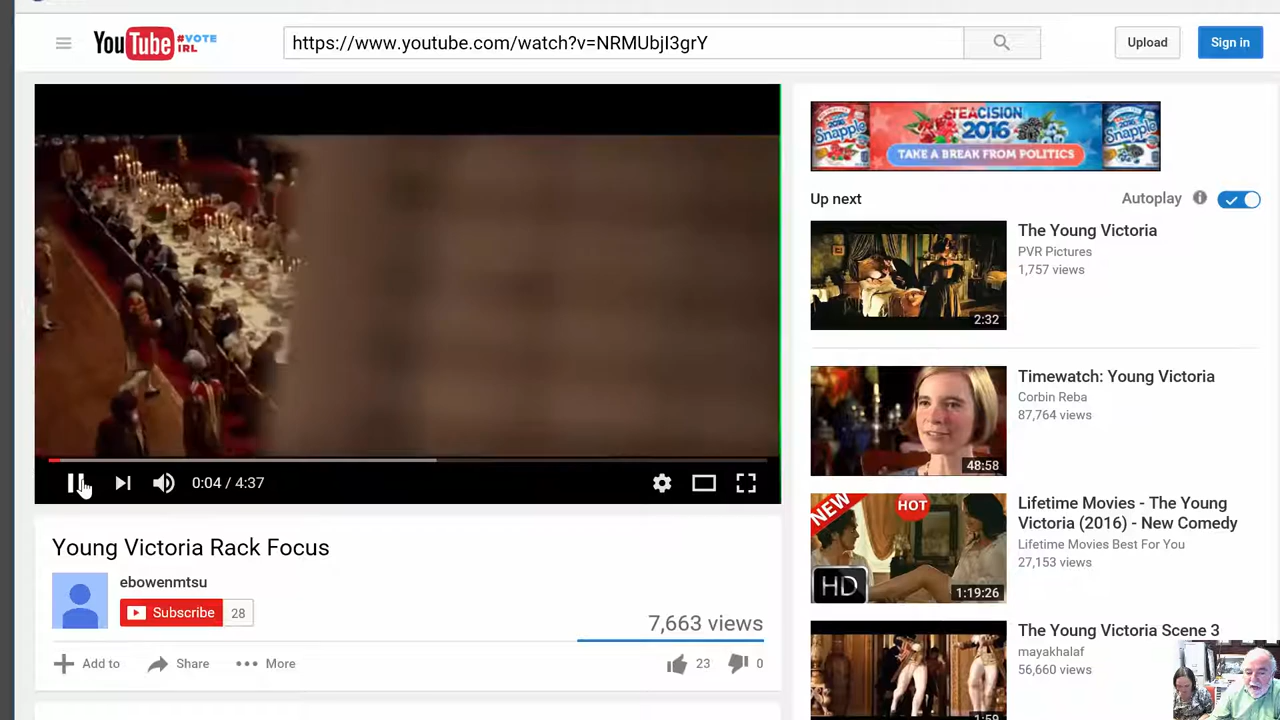 YouTube #VOTE IRL
https://www.youtube.com/watch?v=NRMUbjI3grY
Upload
Sign in
Snapple
TEACISION
2016
TAKE A BREAK FROM POLITICS
Snapple
Up next
Autoplay
The Young Victoria
PVR Pictures
1,757 views
2:32
Timewatch: Young Victoria
Corbin Reba
87,764 views
48:58
0:04 / 4:37
Lifetime Movies - The Young
Victoria (2016) - New Comedy
Lifetime Movies Best For You
27,153 views
NEW
HOT
HD
1:19:26
Young Victoria Rack Focus
ebowenmtsu
Subscribe 28
7,663 views
Add to
Share
More
23
0
The Young Victoria Scene 3
mayakhalaf
56,660 views
1:59